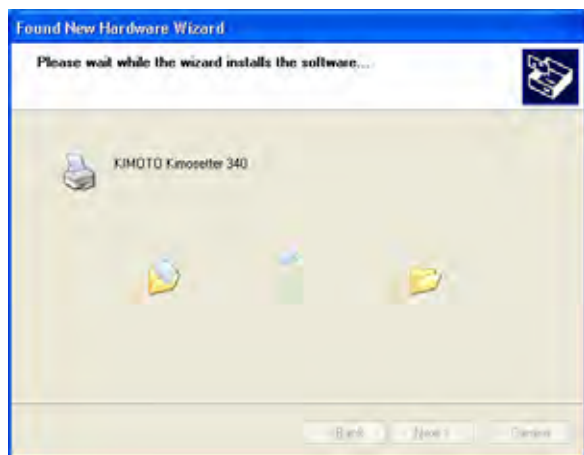 Found New Hardware Wizard
Please wait while the wizard installs the software...
KIMOTO Kimosetter 340
< Back
Next >
Cancel